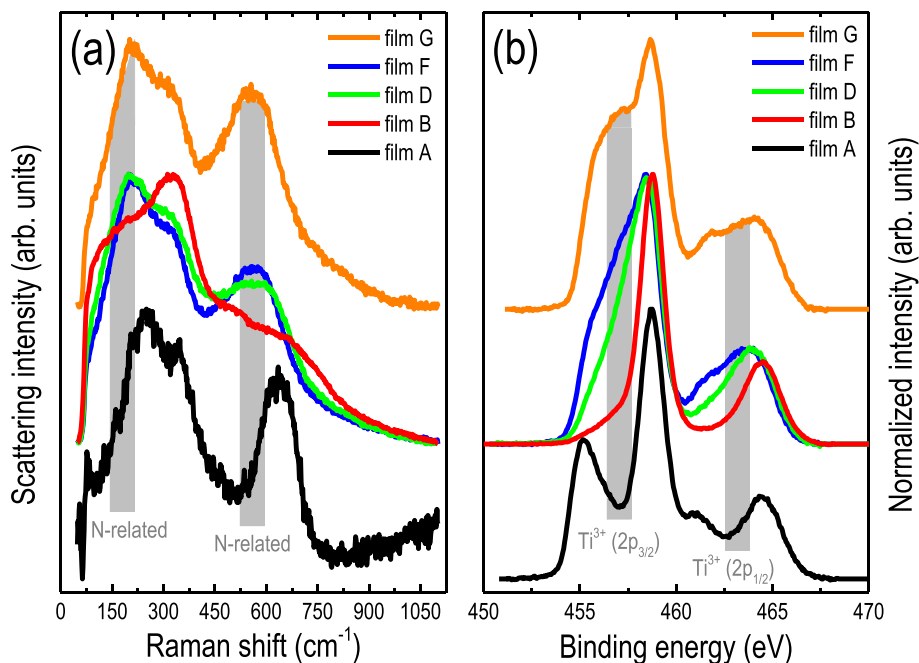 (a)
film G
film F
film D
film B
film A
N-related
N-related
Scattering intensity (arb. units)
0 150 300 450 600 750 900 1050
Raman shift (cm⁻¹)
(b)
film G
film F
film D
film B
film A
Ti³⁺ (2p₃/₂)
Ti³⁺ (2p₁/₂)
Normalized intensity (arb. units)
450 455 460 465 470
Binding energy (eV)